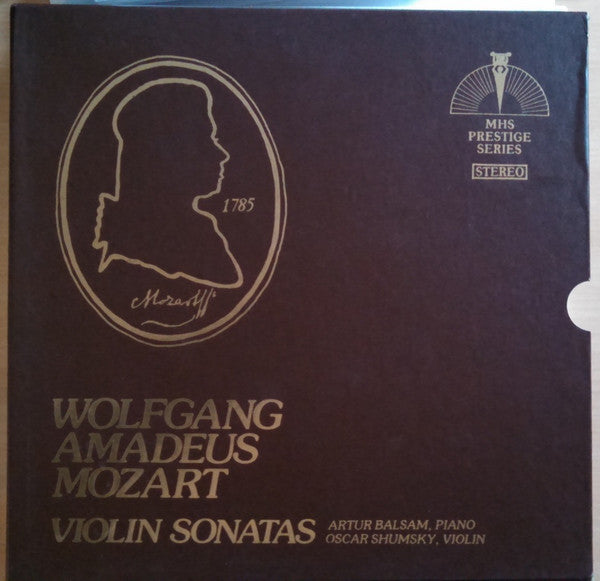 MHS
PRESTIGE
SERIES
STEREO
1785
Mozart
WOLFGANG
AMADEUS
MOZART
VIOLIN SONATAS
ARTUR BALSAM, PIANO
OSCAR SHUMSKY, VIOLIN